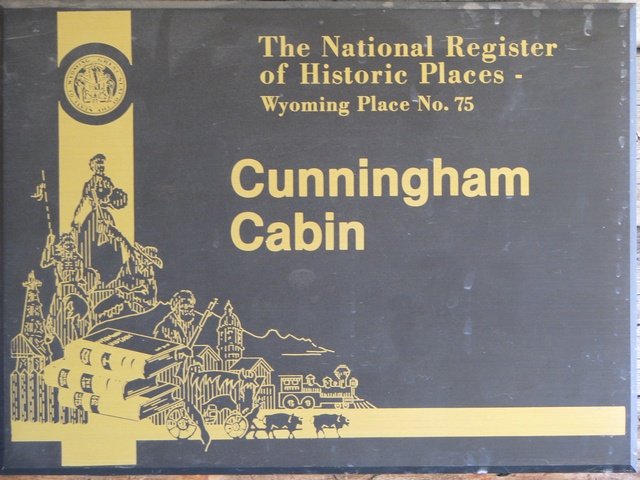 The National Register
of Historic Places -
Wyoming Place No. 75
Cunningham
Cabin